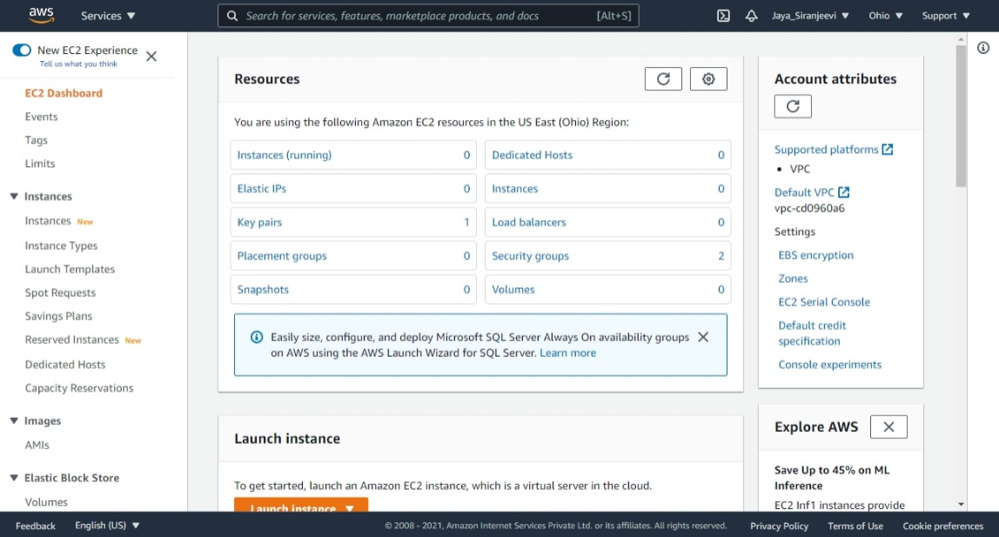 aws
Services
Search for services, features, marketplace products, and docs
[Alt+S]
Jaya_Siranjeevi
Ohio
Support
New EC2 Experience
Tell us what you think
EC2 Dashboard
Events
Tags
Limits
Instances
Instances New
Instance Types
Launch Templates
Spot Requests
Savings Plans
Reserved Instances New
Dedicated Hosts
Capacity Reservations
Images
AMIs
Elastic Block Store
Volumes
Resources
You are using the following Amazon EC2 resources in the US East (Ohio) Region:
Instances (running) 0
Dedicated Hosts 0
Elastic IPs 0
Instances 0
Key pairs 1
Load balancers 0
Placement groups 0
Security groups 2
Snapshots 0
Volumes 0
Easily size, configure, and deploy Microsoft SQL Server Always On availability groups
on AWS using the AWS Launch Wizard for SQL Server. Learn more
Launch instance
To get started, launch an Amazon EC2 instance, which is a virtual server in the cloud.
Launch instance
Account attributes
Supported platforms
• VPC
Default VPC
vpc-cd0960a6
Settings
EBS encryption
Zones
EC2 Serial Console
Default credit
specification
Console experiments
Explore AWS
Save Up to 45% on ML
Inference
EC2 Inf1 instances provide
Feedback
English (US)
© 2008 - 2021, Amazon Internet Services Private Ltd. or its affiliates. All rights reserved.
Privacy Policy
Terms of Use
Cookie preferences